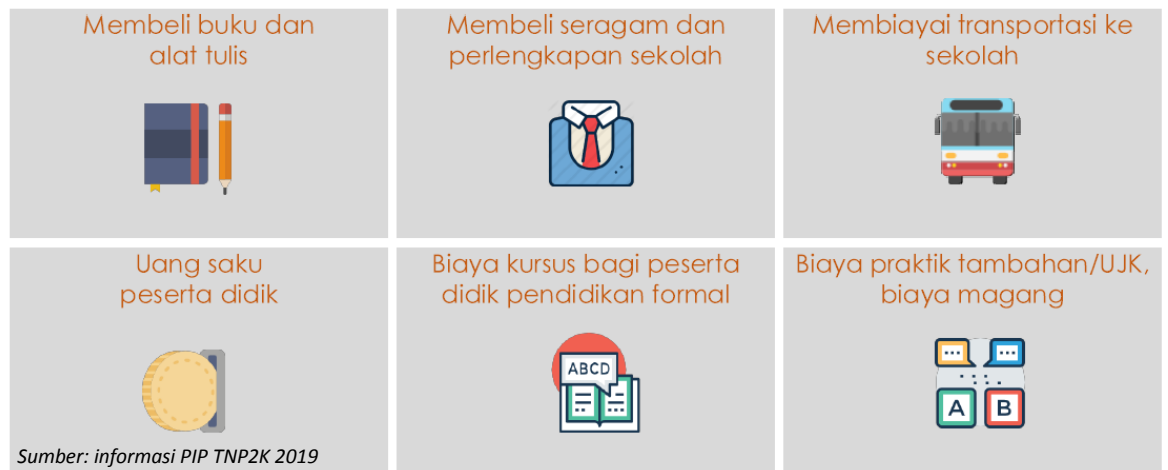 Membeli buku dan
alat tulis
Membeli seragam dan
perlengkapan sekolah
Membiayai transportasi ke
sekolah
Uang saku
peserta didik
Biaya kursus bagi peserta
didik pendidikan formal
ABCD
Biaya praktik tambahan/UJK,
biaya magang
A B
Sumber: informasi PIP TNP2K 2019